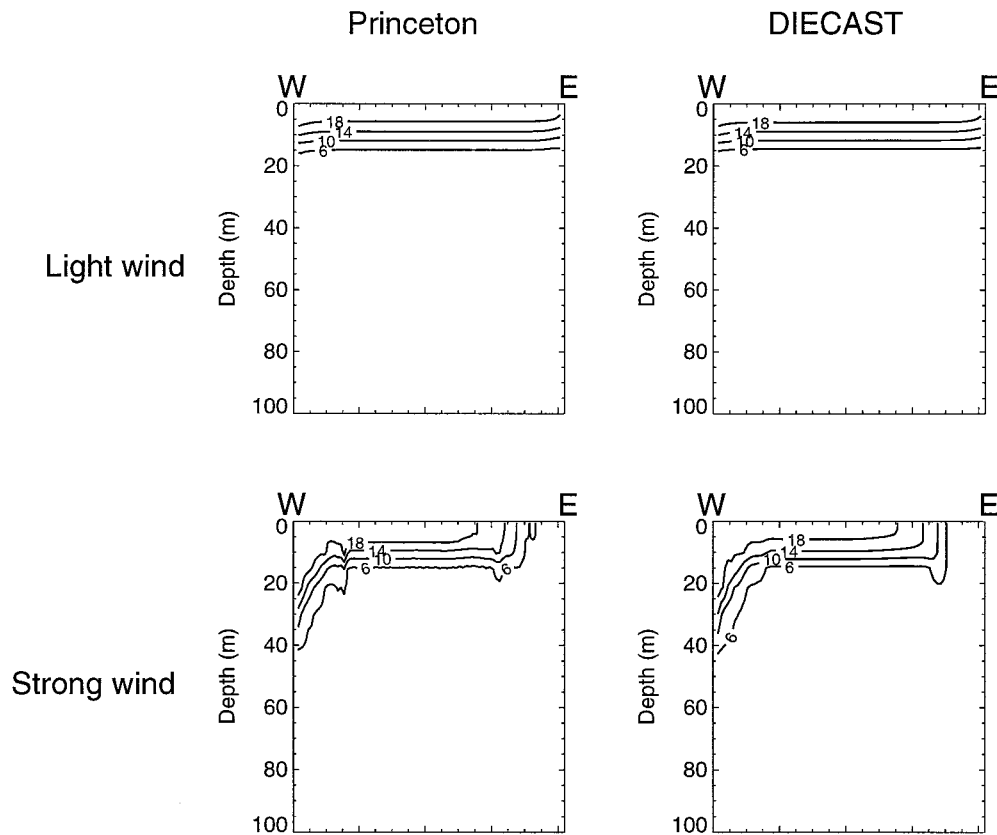 Princeton DIECAST
W E W E
0 0
18 18
14 14
10 10
6 6
20 20
40 40
Light wind Depth (m) Depth (m)
60 60
80 80
100 100
W E W E
0 0
18 18
14 14
10 10
6 6 6
20 20
40 6 40
Strong wind Depth (m) Depth (m)
60 60
80 80
100 100